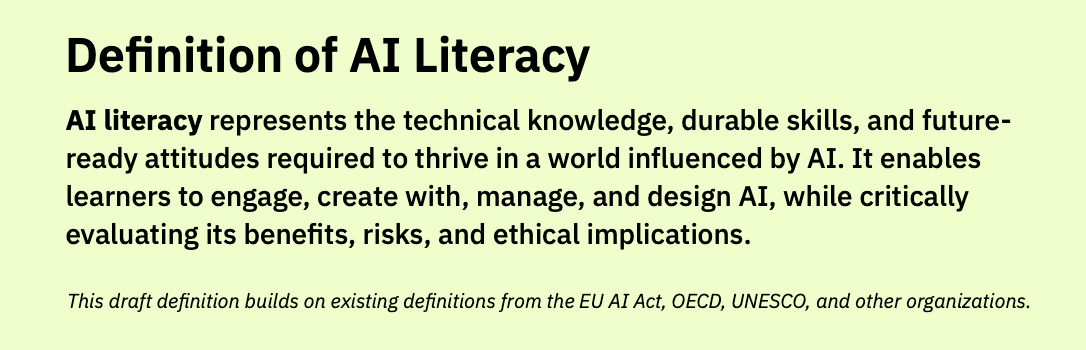 Definition of AI Literacy
AI literacy represents the technical knowledge, durable skills, and future-
ready attitudes required to thrive in a world influenced by AI. It enables
learners to engage, create with, manage, and design AI, while critically
evaluating its benefits, risks, and ethical implications.
This draft definition builds on existing definitions from the EU AI Act, OECD, UNESCO, and other organizations.